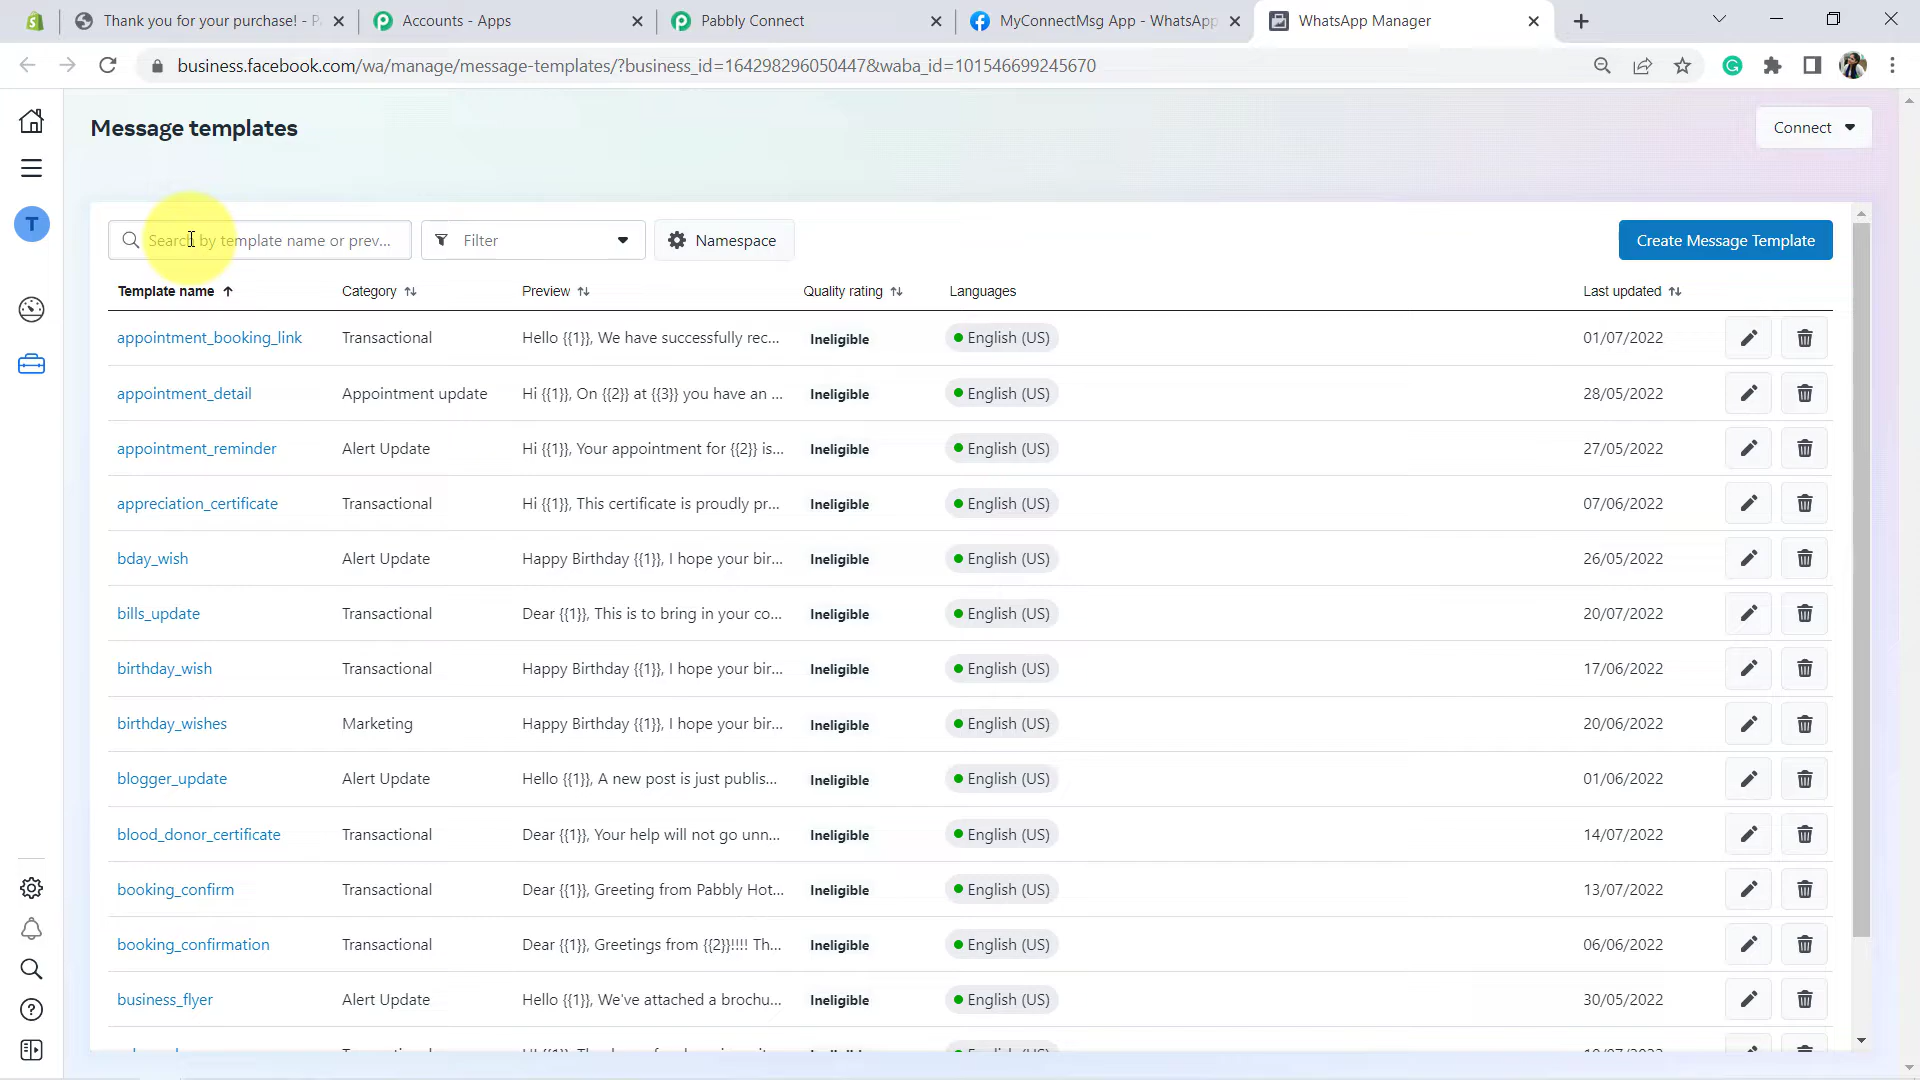 Thank you for your purchase! - P
Accounts - Apps
Pabbly Connect
MyConnectMsg App - WhatsApp
WhatsApp Manager
business.facebook.com/wa/manage/message-templates/?business_id=164298296050447&waba_id=101546699245670
Message templates
Connect
T
Search by template name or prev...
Filter
Namespace
Create Message Template
Template name Category Preview Quality rating Languages Last updated
appointment_booking_link Transactional Hello {{1}}, We have successfully rec... Ineligible English (US) 01/07/2022
appointment_detail Appointment update Hi {{1}}, On {{2}} at {{3}} you have an ... Ineligible English (US) 28/05/2022
appointment_reminder Alert Update Hi {{1}}, Your appointment for {{2}} is... Ineligible English (US) 27/05/2022
appreciation_certificate Transactional Hi {{1}}, This certificate is proudly pr... Ineligible English (US) 07/06/2022
bday_wish Alert Update Happy Birthday {{1}}, I hope your bir... Ineligible English (US) 26/05/2022
bills_update Transactional Dear {{1}}, This is to bring in your co... Ineligible English (US) 20/07/2022
birthday_wish Transactional Happy Birthday {{1}}, I hope your bir... Ineligible English (US) 17/06/2022
birthday_wishes Marketing Happy Birthday {{1}}, I hope your bir... Ineligible English (US) 20/06/2022
blogger_update Alert Update Hello {{1}}, A new post is just publis... Ineligible English (US) 01/06/2022
blood_donor_certificate Transactional Dear {{1}}, Your help will not go unn... Ineligible English (US) 14/07/2022
booking_confirm Transactional Dear {{1}}, Greeting from Pabbly Hot... Ineligible English (US) 13/07/2022
booking_confirmation Transactional Dear {{1}}, Greetings from {{2}}!!!! Th... Ineligible English (US) 06/06/2022
business_flyer Alert Update Hello {{1}}, We've attached a brochu... Ineligible English (US) 30/05/2022